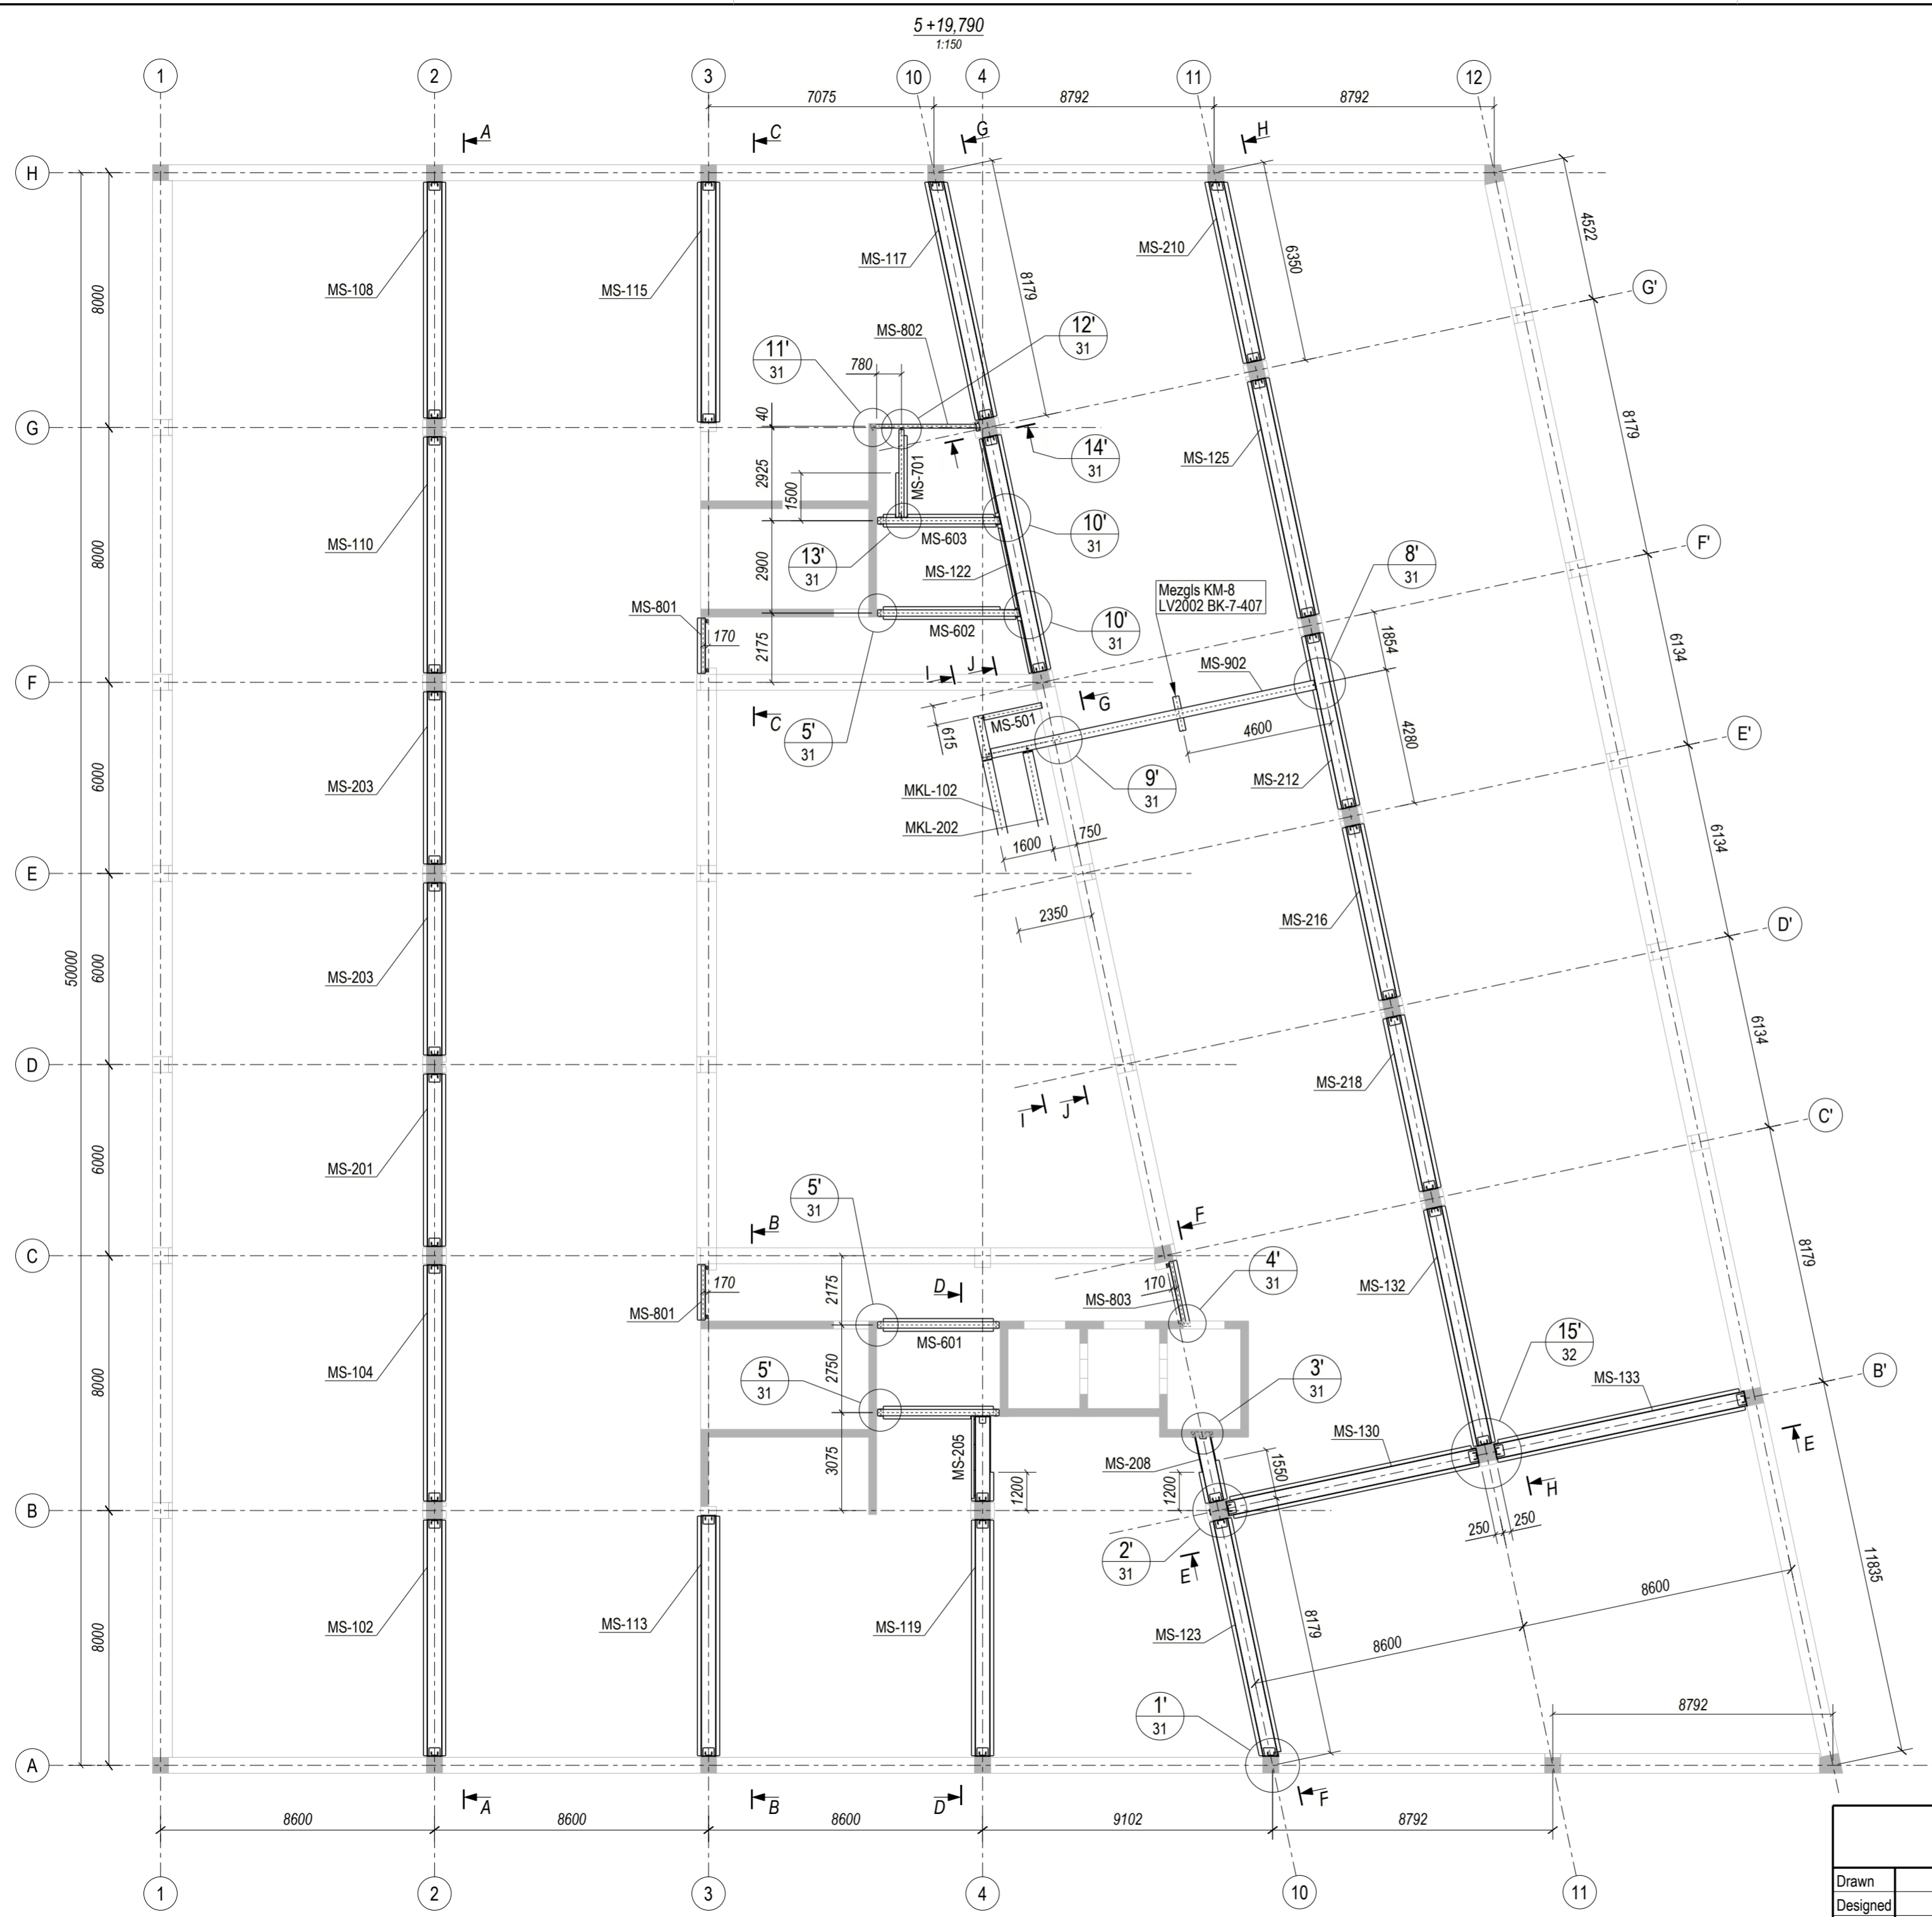 5 +19,790
1:150
1
2
3
10
4
11
12
7075
8792
8792
A
C
G
H
H
4522
MS-108
MS-115
MS-117
MS-210
6350
8179
G'
8000
MS-802
12'
31
11'
31
780
40
G
8179
14'
31
MS-125
2925
1500
MS-701
MS-110
MS-603
10'
31
F'
8000
13'
31
2900
MS-122
8'
31
Mezgls KM-8
LV2002 BK-7-407
MS-801
170
2175
MS-602
10'
31
1854
6134
F
I
J
MS-902
C
G
5'
31
MS-501
615
4600
4280
E'
6000
MS-203
9'
31
MS-212
MKL-102
MKL-202
750
1600
6134
E
2350
MS-216
D'
50000
6000
MS-203
6134
D
MS-218
I
J
C'
6000
MS-201
5'
31
B
F
8179
C
4'
31
170
MS-803
MS-132
170
MS-801
2175
D
MS-601
15'
32
8000
MS-104
5'
31
2750
3'
31
MS-133
B'
MS-130
E
3075
MS-205
1200
MS-208
1200
1550
H
B
250
250
2'
31
E
11835
8600
8000
MS-102
MS-113
MS-119
MS-123
8179
8600
1'
31
8792
A
A
B
D
F
8600
8600
8600
9102
8792
1
2
3
4
10
11
Drawn
Designed